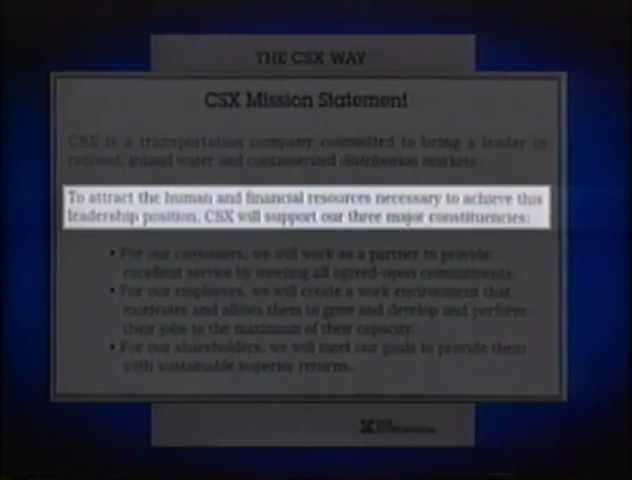 THE CSX WAY
CSX Mission Statement
CSX is a transportation company committed to being a leader in
railroad, inland water and containerized distribution markets.
To attract the human and financial resources necessary to achieve this
leadership position, CSX will support our three major constituencies:
• For our customers, we will work as a partner to provide
excellent service by meeting all agreed-upon commitments.
• For our employees, we will create a work environment that
motivates and allows them to grow and develop and perform
their jobs to the maximum of their capacity.
• For our shareholders, we will meet our goals to provide them
with sustainable superior returns.